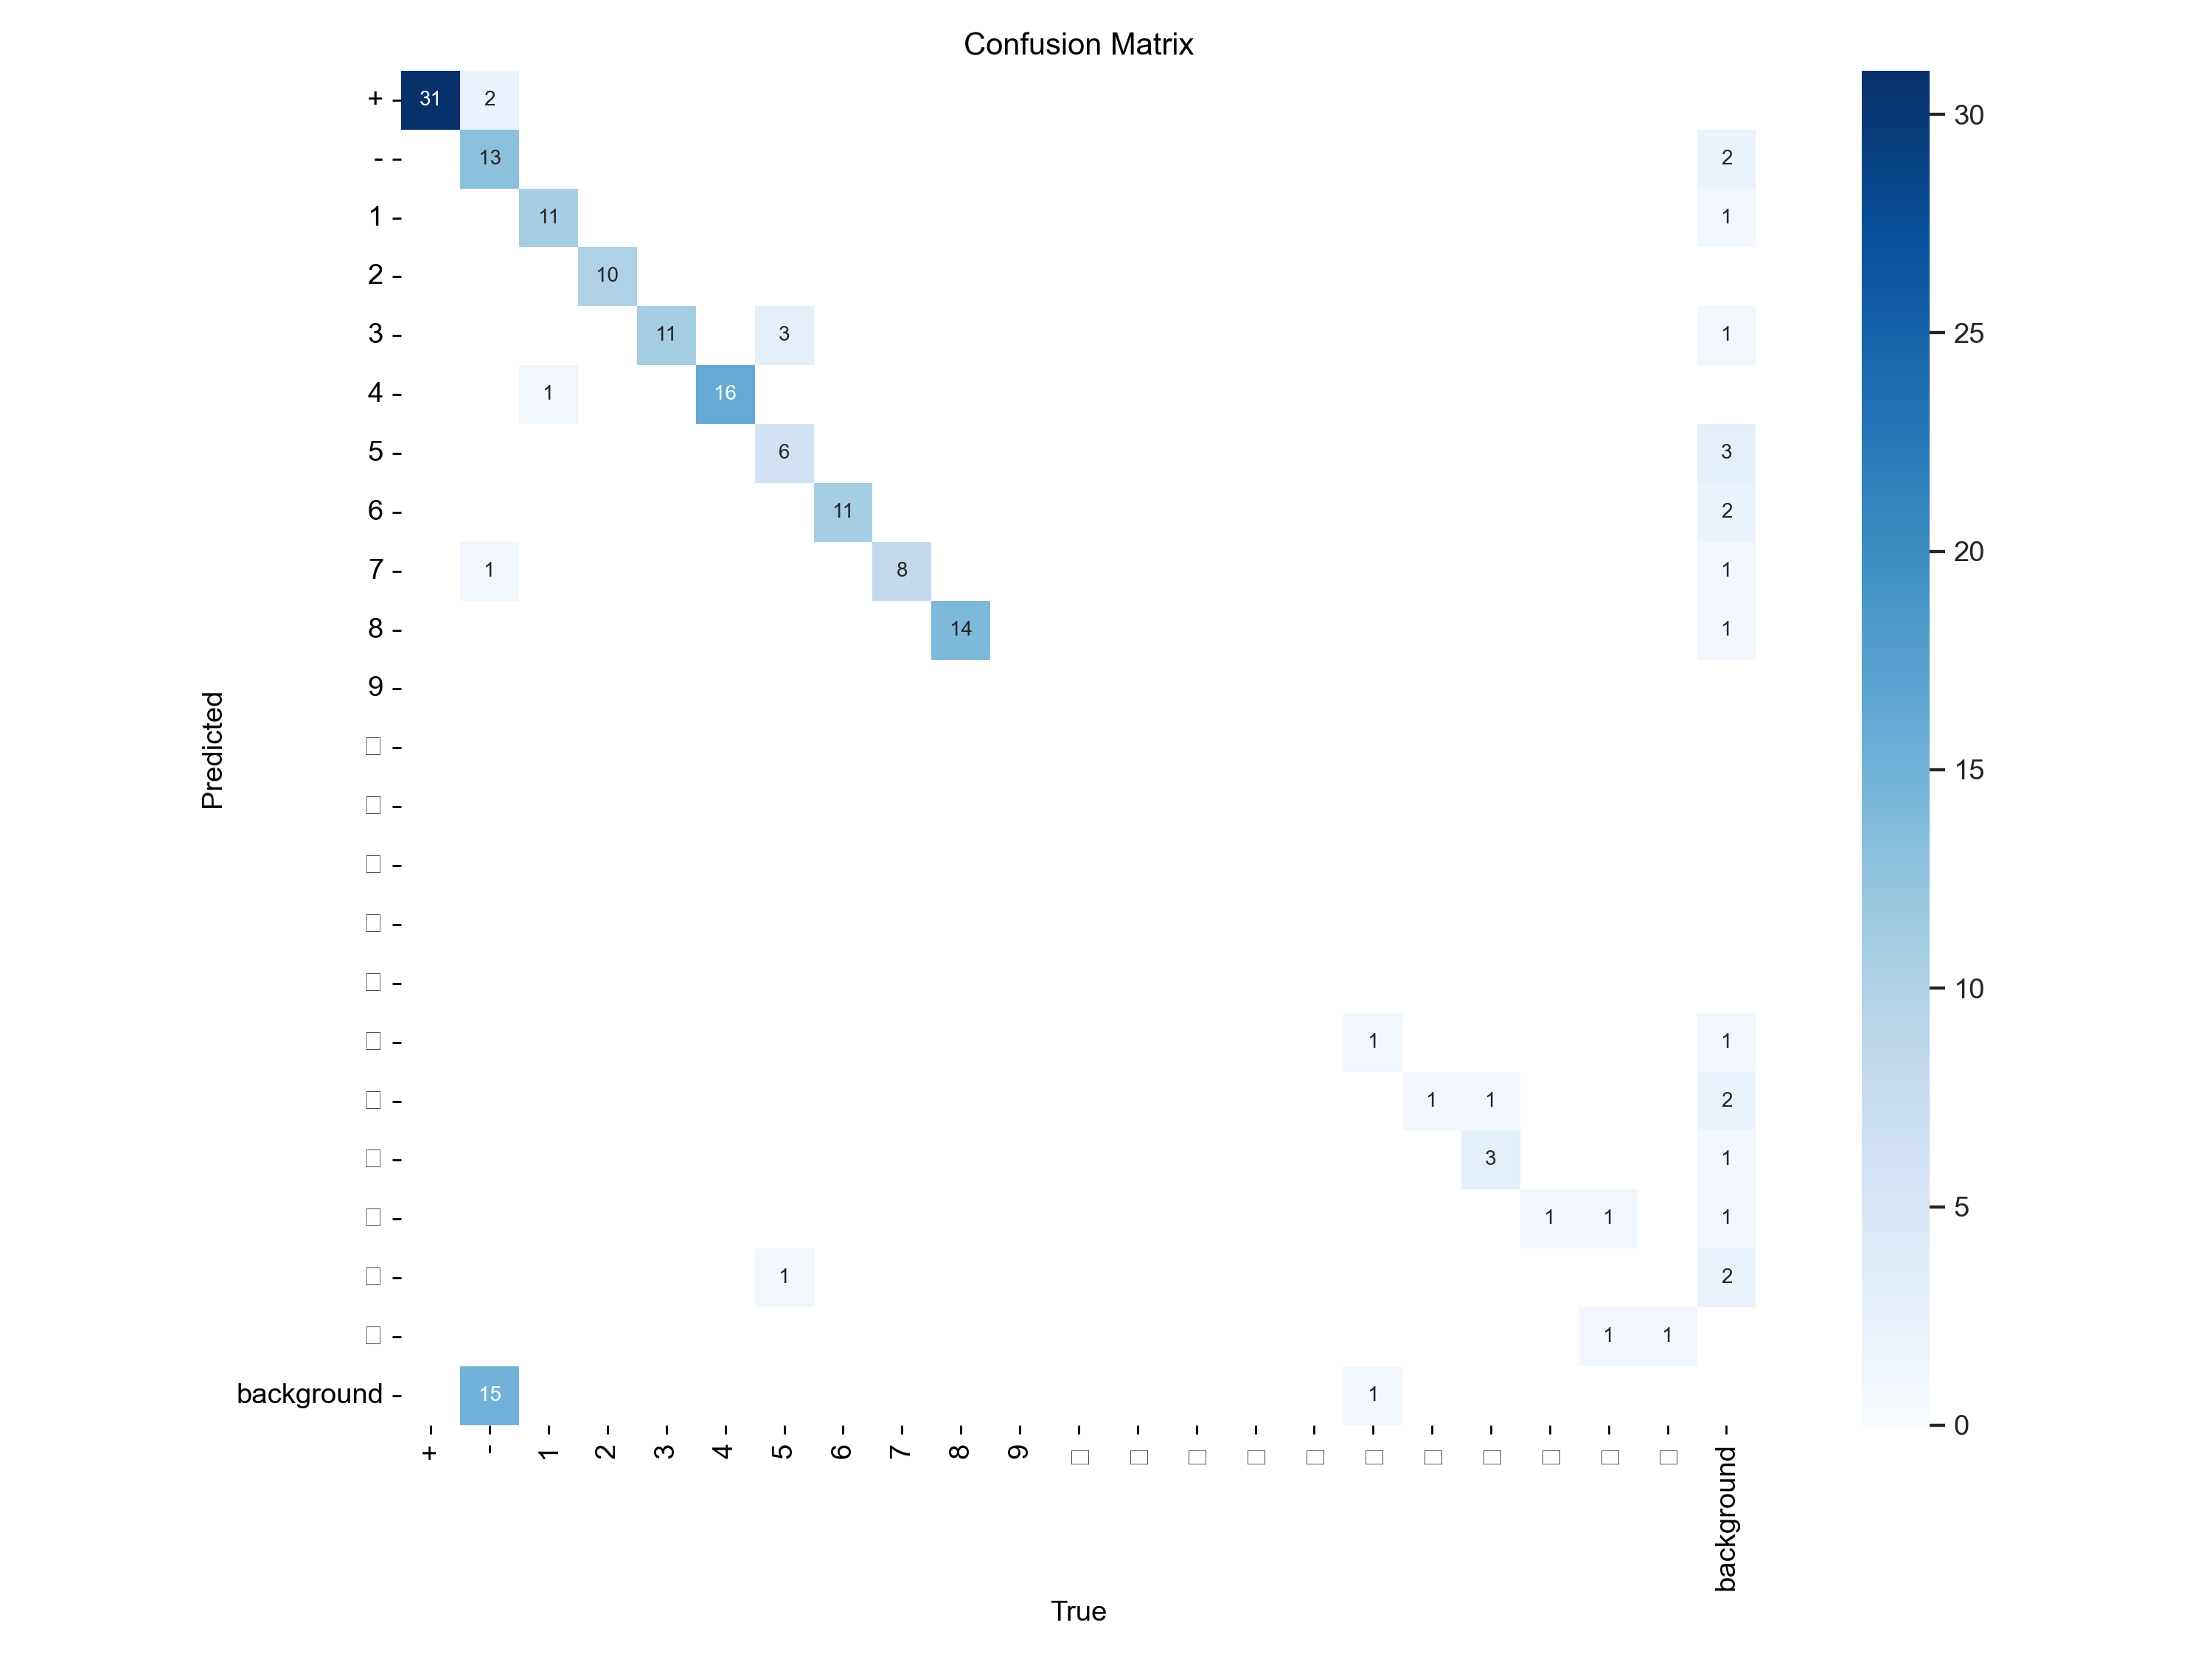 Confusion Matrix
+ 31 2
- 13 2
1 11 1
2 10
3 11 3 1
4 1 16
5 6 3
6 11 2
7 1 8 1
8 14 1
9
□
□
□
□
□
□ 1 1
□ 1 1 2
□ 3 1
□ 1 1 1
□ 1 2
□ 1 1
background 15 1
+ - 1 2 3 4 5 6 7 8 9 □ □ □ □ □ □ □ □ □ □ □ background
Predicted
True
30
25
20
15
10
5
0